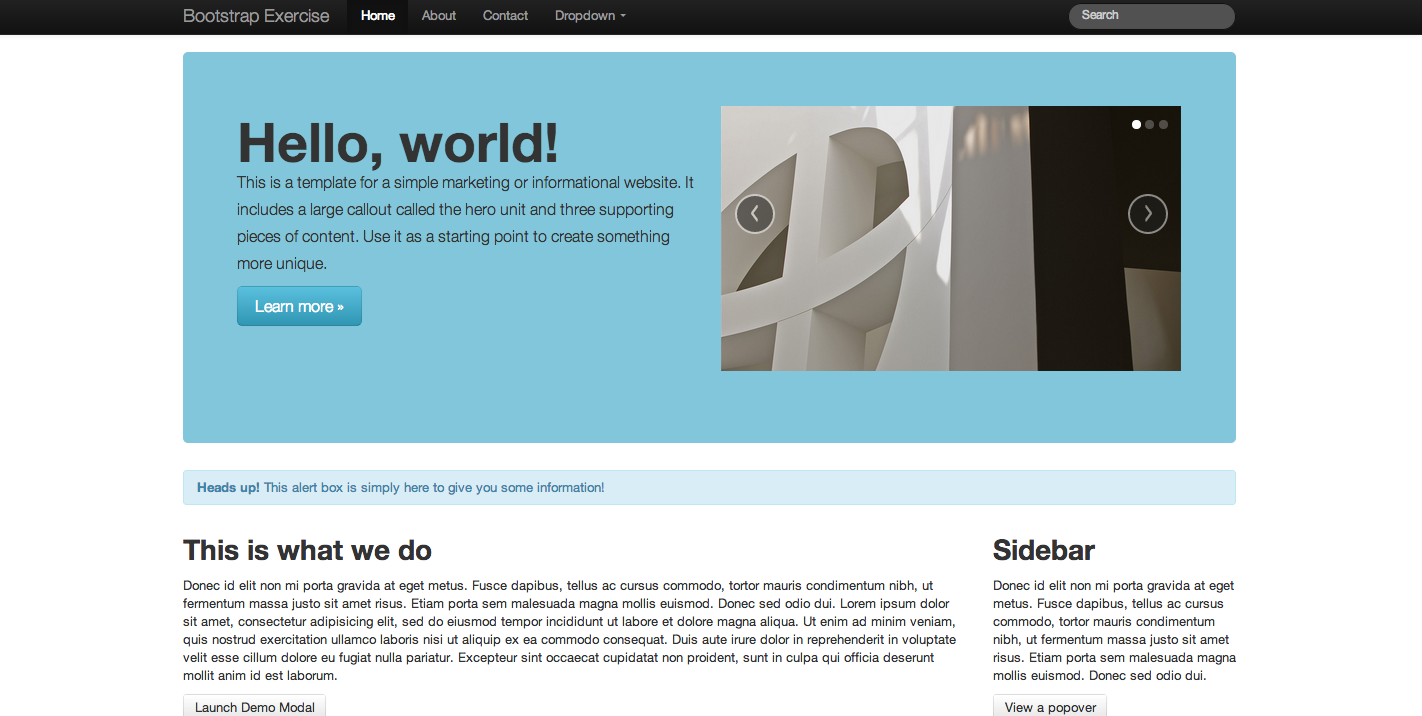 Bootstrap Exercise Home About Contact Dropdown Search
Hello, world!
This is a template for a simple marketing or informational website. It
includes a large callout called the hero unit and three supporting
pieces of content. Use it as a starting point to create something
more unique.
Learn more »
Heads up! This alert box is simply here to give you some information!
This is what we do
Donec id elit non mi porta gravida at eget metus. Fusce dapibus, tellus ac cursus commodo, tortor mauris condimentum nibh, ut
fermentum massa justo sit amet risus. Etiam porta sem malesuada magna mollis euismod. Donec sed odio dui. Lorem ipsum dolor
sit amet, consectetur adipisicing elit, sed do eiusmod tempor incididunt ut labore et dolore magna aliqua. Ut enim ad minim veniam,
quis nostrud exercitation ullamco laboris nisi ut aliquip ex ea commodo consequat. Duis aute irure dolor in reprehenderit in voluptate
velit esse cillum dolore eu fugiat nulla pariatur. Excepteur sint occaecat cupidatat non proident, sunt in culpa qui officia deserunt
mollit anim id est laborum.
Launch Demo Modal
Sidebar
Donec id elit non mi porta gravida at eget
metus. Fusce dapibus, tellus ac cursus
commodo, tortor mauris condimentum
nibh, ut fermentum massa justo sit amet
risus. Etiam porta sem malesuada magna
mollis euismod. Donec sed odio dui.
View a popover